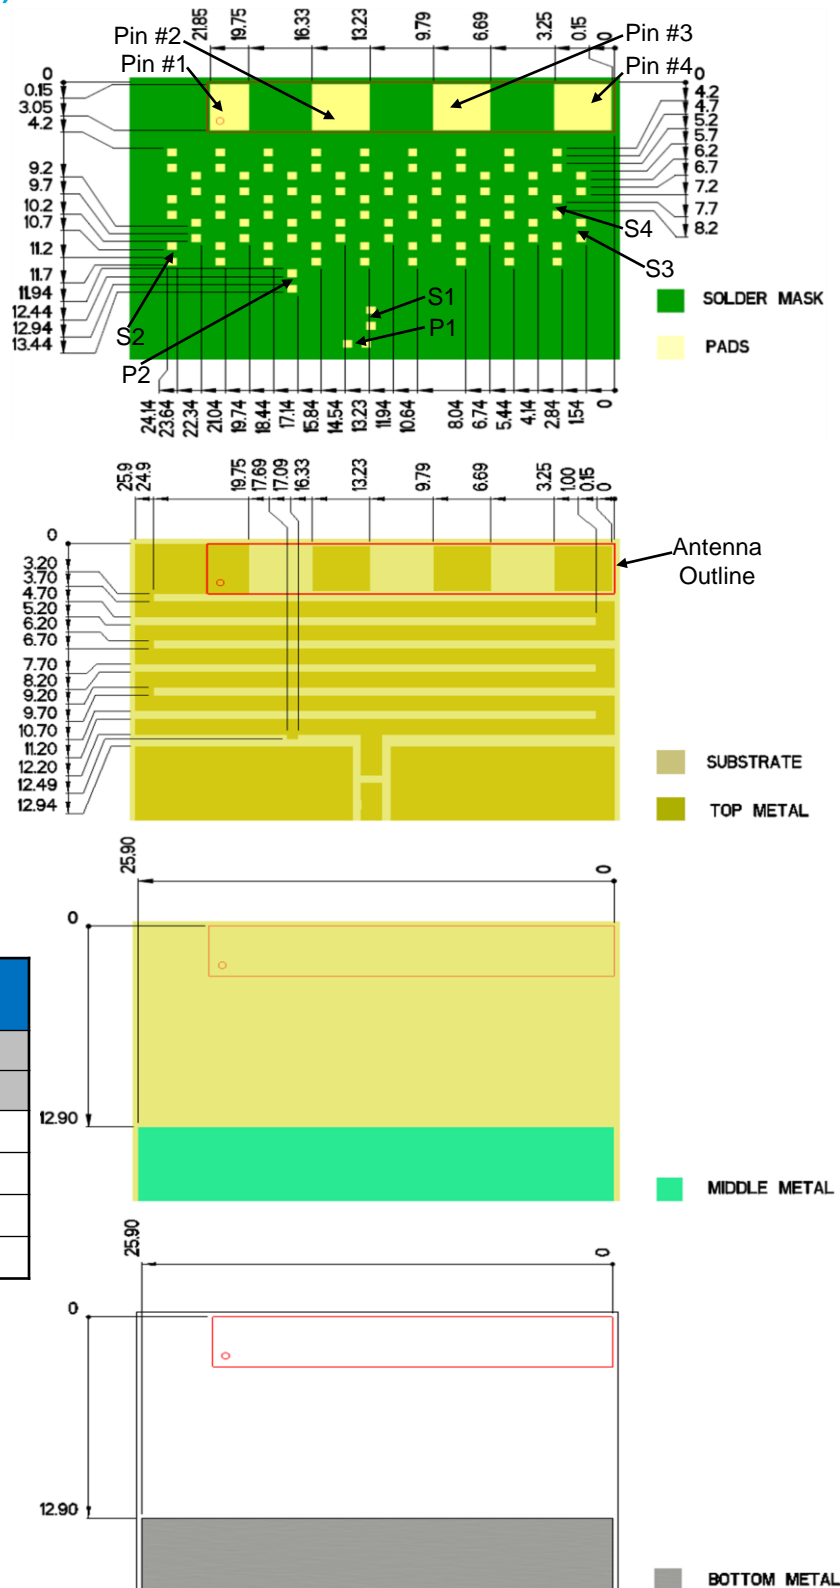 21.85 19.75 16.33 13.23 9.79 6.69 3.25 0.15 0
Pin #2
Pin #1
Pin #3
Pin #4
0
0.15
3.05
4.2
9.2
9.7
10.2
10.7
11.2
11.7
11.94
12.44
12.94
13.44
0
4.2
4.7
5.2
5.7
6.2
6.7
7.2
7.7
8.2
S4
S3
S1
P1
S2
P2
SOLDER MASK
PADS
24.14 23.64 22.34 21.04 19.74 18.44 17.14 15.84 14.54 13.23 11.94 10.64 8.04 6.74 5.44 4.14 2.84 1.54 0
25.9 24.9 19.75 17.69 17.09 16.33 13.23 9.79 6.69 3.25 1.00 0.15 0
Antenna
Outline
0
3.20
3.70
4.70
5.20
6.20
6.70
7.70
8.20
9.20
9.70
10.70
11.20
12.20
12.49
12.94
SUBSTRATE
TOP METAL
25.90 0
0
12.90
MIDDLE METAL
25.90 0
0
12.90
BOTTOM METAL